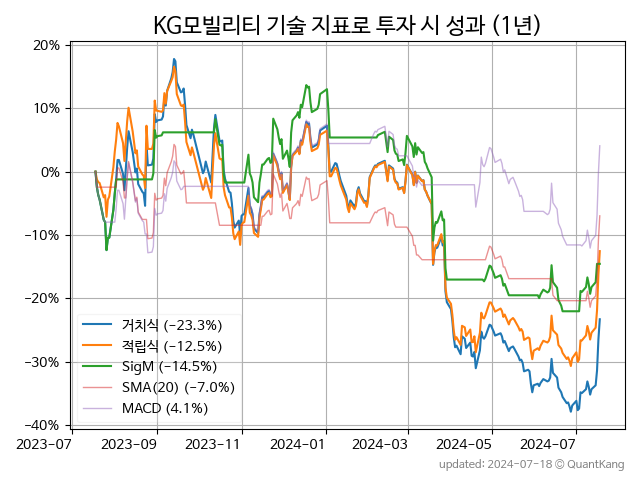 KG모빌리티 기술 지표로 투자 시 성과 (1년)
20%
10%
0%
−10%
−20%
−30%
−40%
거치식 (−23.3%)
적립식 (−12.5%)
SigM (−14.5%)
SMA(20) (−7.0%)
MACD (4.1%)
2023-07 2023-09 2023-11 2024-01 2024-03 2024-05 2024-07
updated: 2024-07-18 @ QuantKang